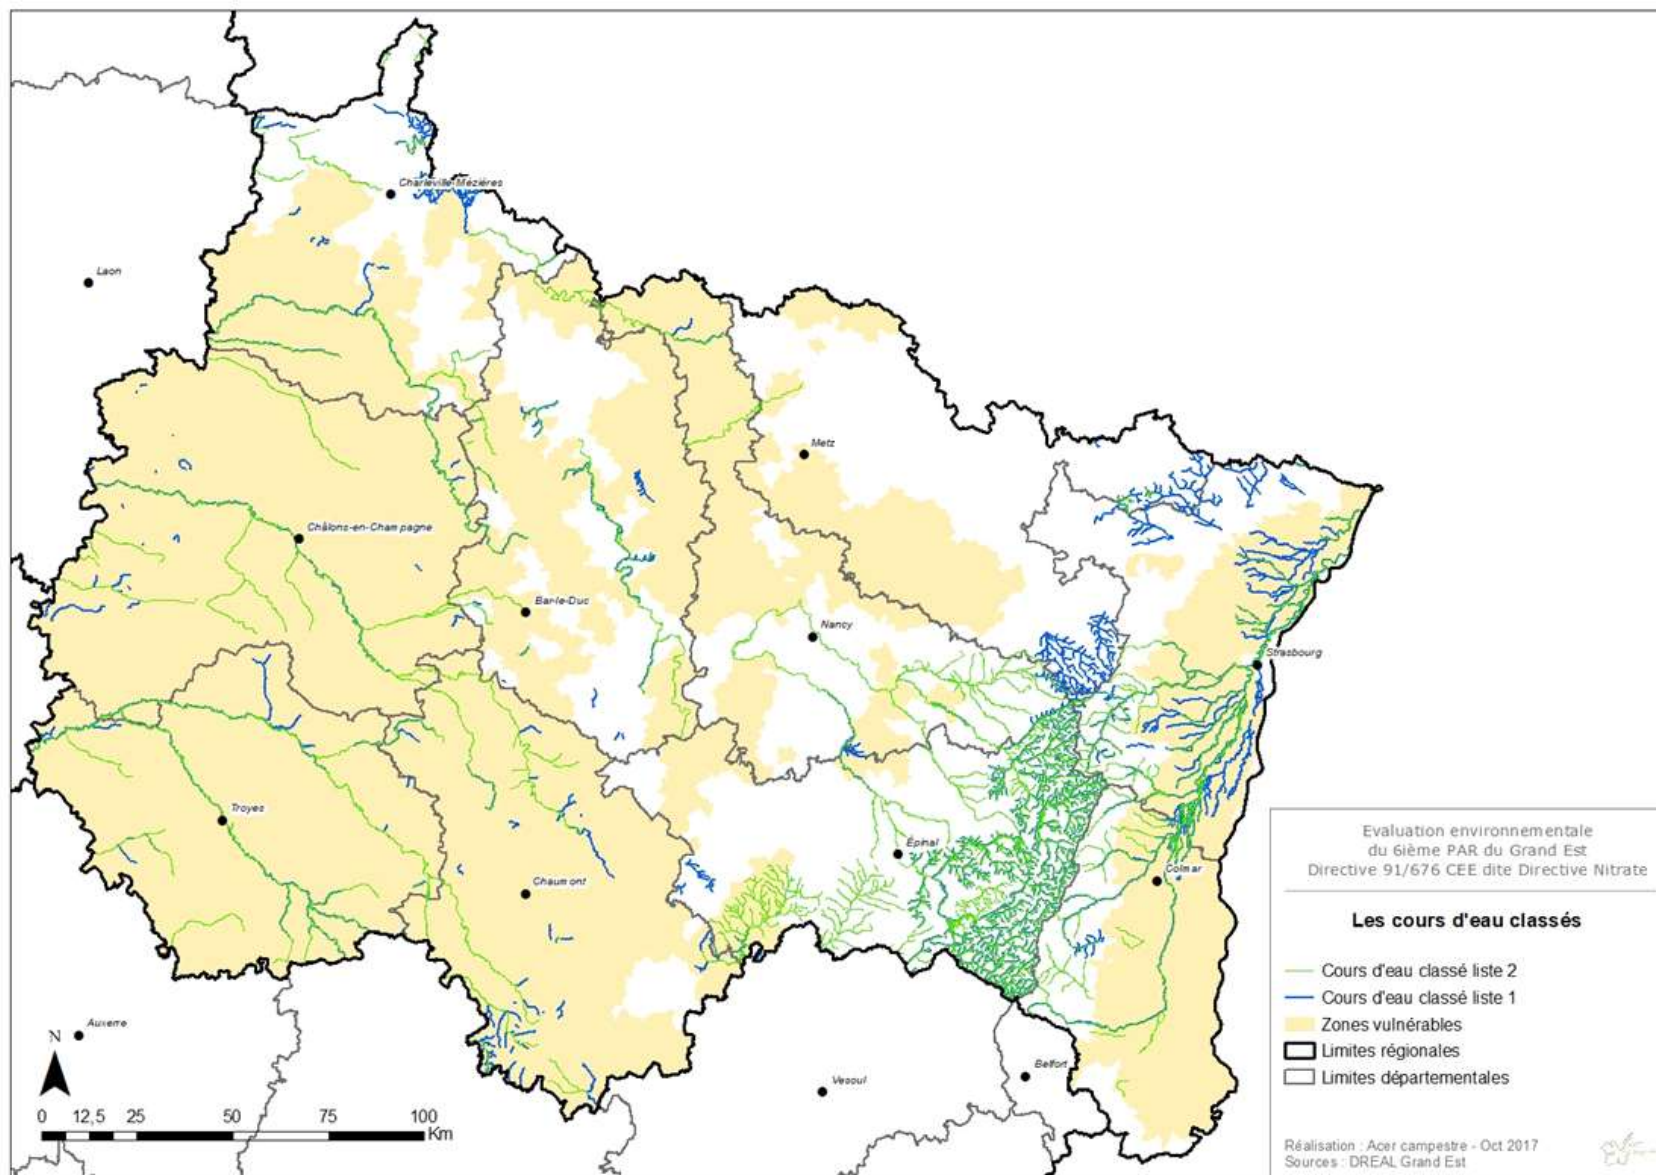 Charleville-Mézières
Laon
Metz
Châlons-en-Champagne
Bar-le-Duc
Nancy
Strasbourg
Troyes
Épinal
Colmar
Chaumont
Auxerre
Vesoul
Belfort
N
0 12,5 25 50 75 100
Km
Evaluation environnementale
du 6ième PAR du Grand Est
Directive 91/676 CEE dite Directive Nitrate
Les cours d'eau classés
Cours d'eau classé liste 2
Cours d'eau classé liste 1
Zones vulnérables
Limites régionales
Limites départementales
Réalisation : Acer campestre - Oct 2017
Sources : DREAL Grand Est